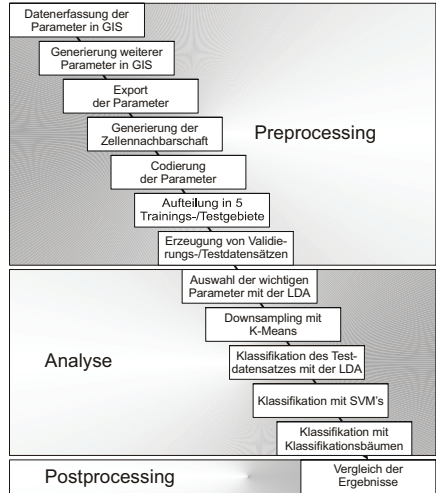 Datenerfassung der
Parameter in GIS
Generierung weiterer
Parameter in GIS
Export
der Parameter
Generierung der
Zellennachbarschaft
Preprocessing
Codierung
der Parameter
Aufteilung in 5
Trainings-/Testgebiete
Erzeugung von Validie-
rungs-/Testdatensätzen
Auswahl der wichtigen
Parameter mit der LDA
Downsampling mit
K-Means
Analyse
Klassifikation des Test-
datensatzes mit der LDA
Klassifikation mit SVM's
Klassifikation mit
Klassifikationsbäumen
Postprocessing
Vergleich der
Ergebnisse